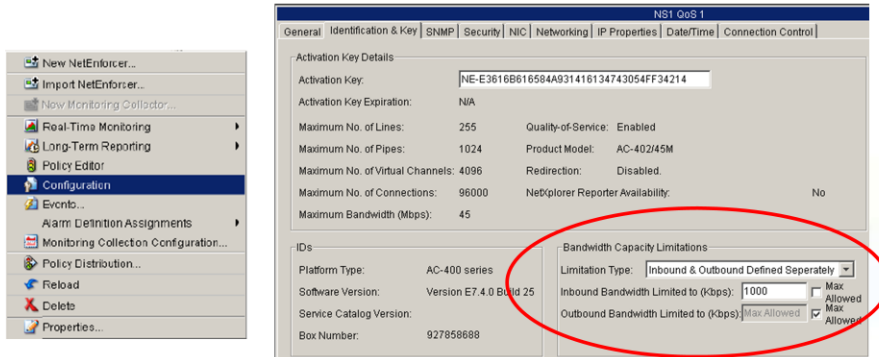 New NetEnforcer...
Import NetEnforcer...
New Monitoring Collector...
Real-Time Monitoring
Long-Term Reporting
Policy Editor
Configuration
Events...
Alarm Definition Assignments
Monitoring Collection Configuration...
Policy Distribution...
Reload
Delete
Properties...
NS1 QoS 1
General Identification & Key SNMP Security NIC Networking IP Properties Date/Time Connection Control
Activation Key Details
Activation Key: NE-E3616B616584A931416134743054FF34214
Activation Key Expiration: N/A
Maximum No. of Lines: 255 Quality-of-Service: Enabled
Maximum No. of Pipes: 1024 Product Model: AC-402/45M
Maximum No. of Virtual Channels: 4096 Redirection: Disabled.
Maximum No. of Connections: 96000 NetXplorer Reporter Availability: No
Maximum Bandwidth (Mbps): 45
IDs
Platform Type: AC-400 series
Software Version: Version E7.4.0 Build 25
Service Catalog Version:
Box Number: 927858688
Bandwidth Capacity Limitations
Limitation Type: Inbound & Outbound Defined Seperately
Inbound Bandwidth Limited to (Kbps): 1000 Max Allowed
Outbound Bandwidth Limited to (Kbps): Max Allowed Max Allowed